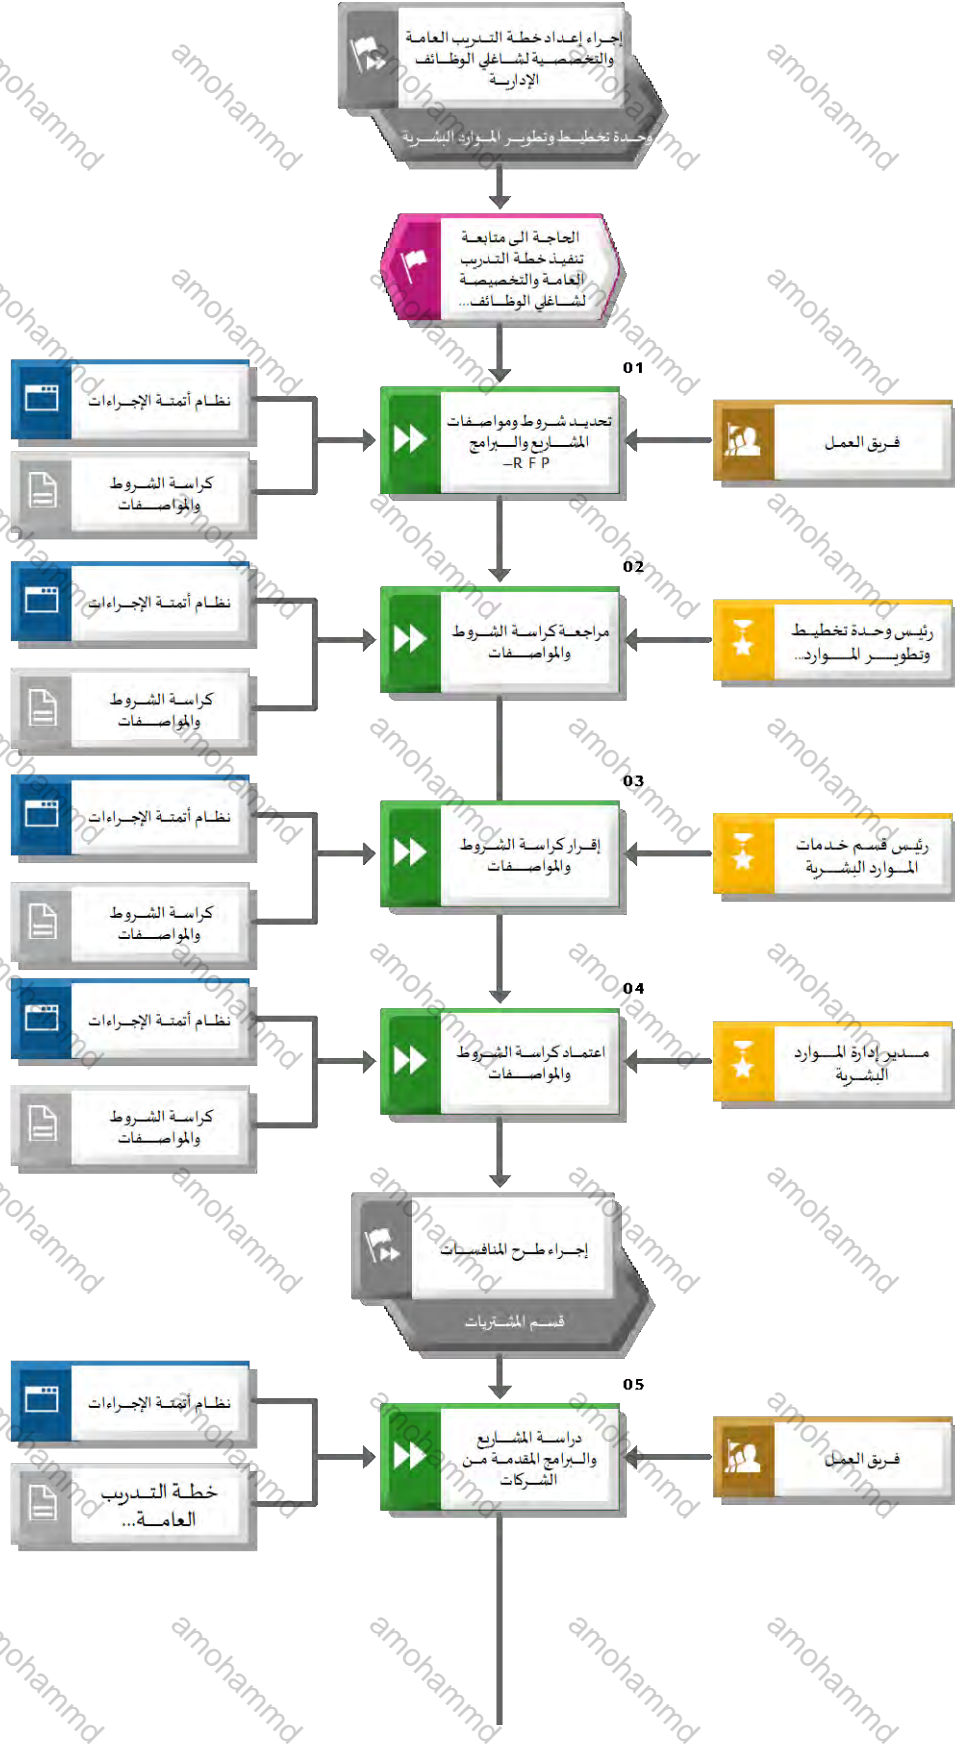 إجراء إعداد خطة التدريب العامة
والتخصصية لشاغلي الوظائف
الإدارية
وحدة تخطيط وتطوير الموارد البشرية
الحاجة الى متابعة
تنفيذ خطة التدريب
العامة والتخصيصة
لشاغلي الوظائف...
01
تحديد شروط ومواصفات
المشاريع والبرامج
–RFP
فريق العمل
نظام أتمتة الإجراءات
كراسة الشروط
والمواصفات
02
مراجعة كراسة الشروط
والمواصفات
رئيس وحدة تخطيط
وتطوير الموارد...
نظام أتمتة الإجراءات
كراسة الشروط
والمواصفات
03
إقرار كراسة الشروط
والمواصفات
رئيس قسم خدمات
الموارد البشرية
نظام أتمتة الإجراءات
كراسة الشروط
والمواصفات
04
اعتماد كراسة الشروط
والمواصفات
مدير إدارة الموارد
البشرية
نظام أتمتة الإجراءات
كراسة الشروط
والمواصفات
إجراء طرح المنافسات
قسم المشتريات
05
دراسة المشاريع
والبرامج المقدمة من
الشركات
فريق العمل
نظام أتمتة الإجراءات
خطة التدريب
العامة...
amohammd